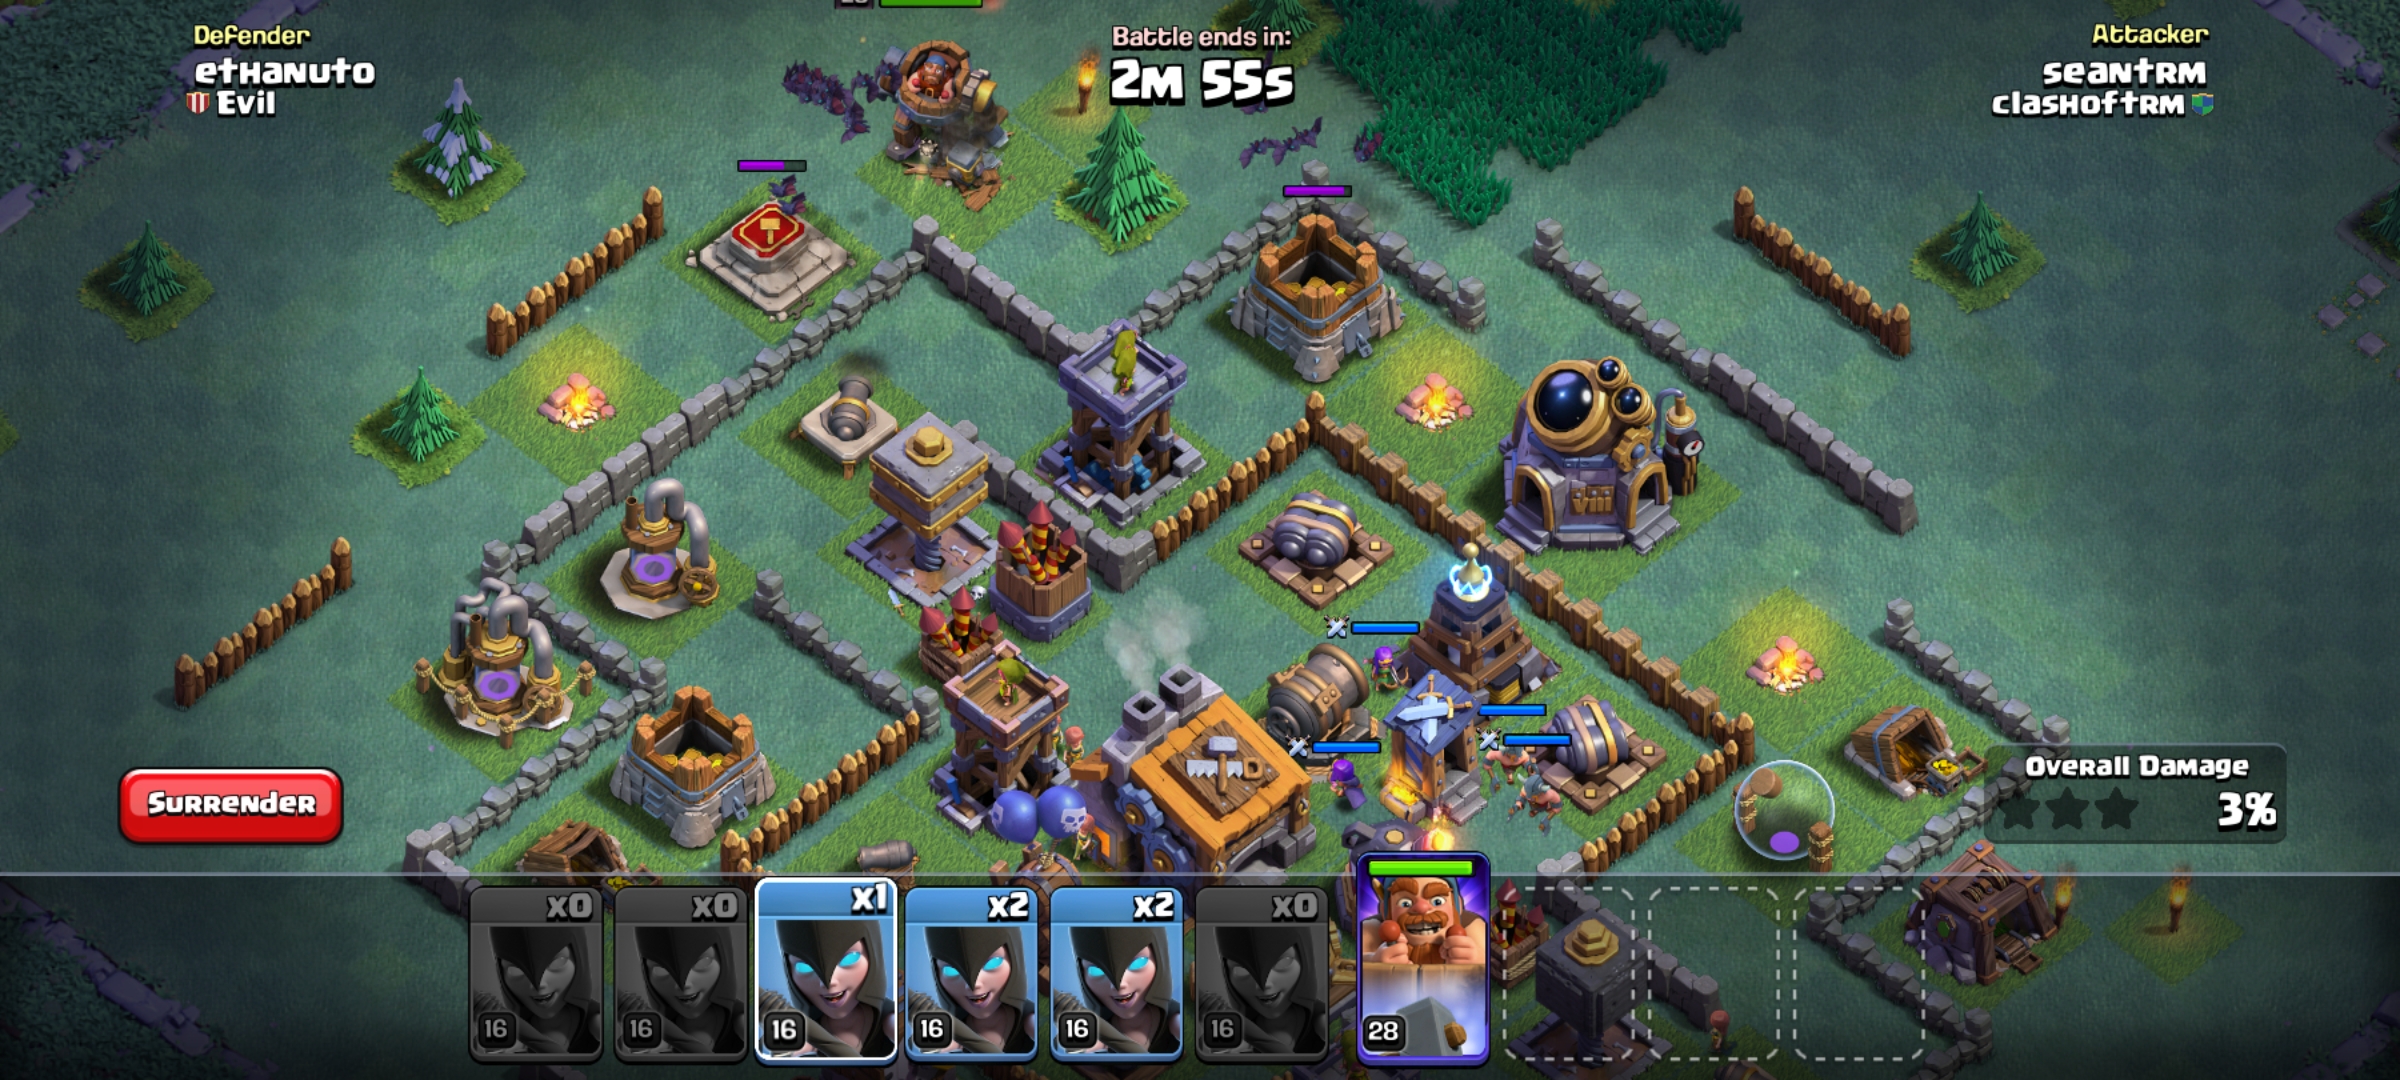 Defender
ethanuto
Evil
Battle ends in:
2M 55s
Attacker
seantrm
clashoftrm
VIII
Surrender
Overall Damage
3%
x0
x0
x1
x2
x2
x0
16
16
16
16
16
16
28